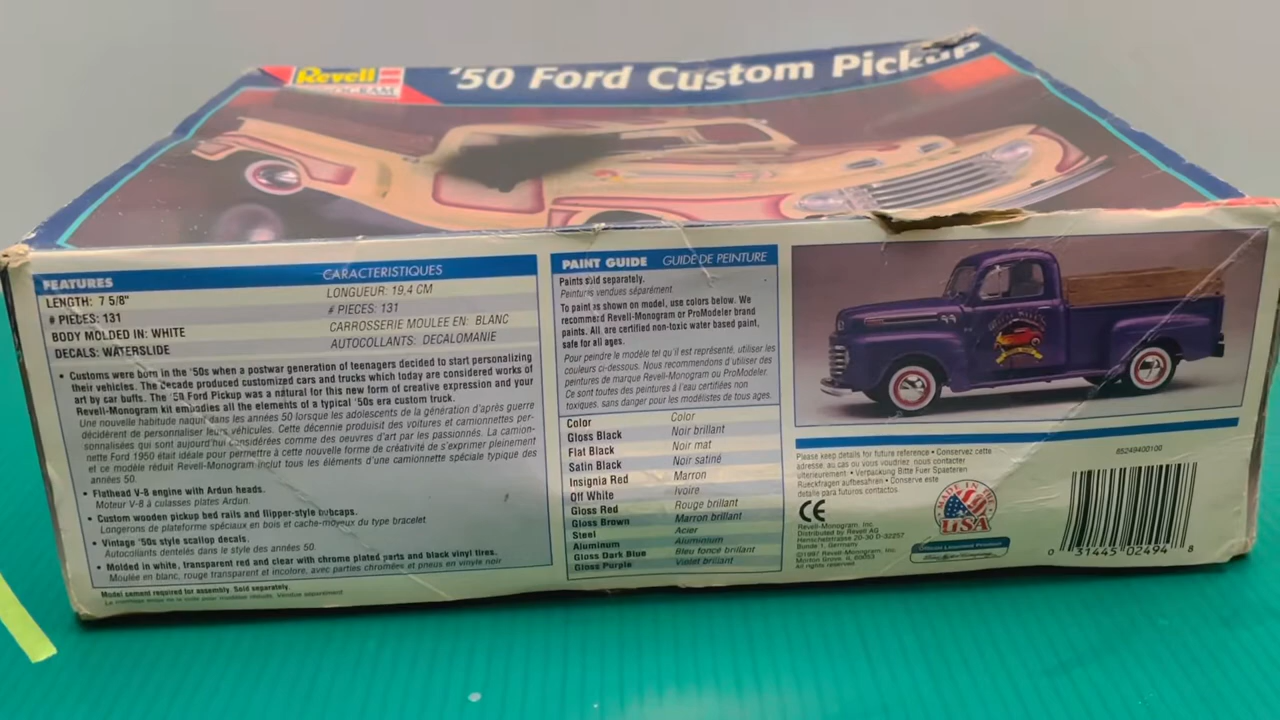 Revell
MONOGRAM
'50 Ford Custom Pickup
FEATURES
LENGTH: 7 5/8"
# PIECES: 131
BODY MOLDED IN: WHITE
DECALS: WATERSLIDE
CARACTERISTIQUES
LONGUEUR: 19,4 CM
# PIECES: 131
CARROSSERIE MOULEE EN: BLANC
AUTOCOLLANTS: DECALOMANIE
• Customs were born in the '50s when a postwar generation of teenagers decided to start personalizing
their vehicles. The decade produced customized cars and trucks which today are considered works of
art by car buffs. The '50 Ford Pickup was a natural for this new form of creative expression and your
Revell-Monogram kit embodies all the elements of a typical '50s era custom truck.
Une nouvelle habitude naquit dans les années 50 lorsque les adolescents de la génération d'après guerre
décidèrent de personnaliser leurs véhicules. Cette décennie produisit des voitures et camionnettes per-
sonnalisées qui sont aujourd'hui considérées comme des oeuvres d'art par les passionnés. La camion-
nette Ford 1950 était idéale pour permettre à cette nouvelle forme de créativité de s'exprimer pleinement
et ce modèle réduit Revell-Monogram inclut tous les éléments d'une camionnette spéciale typique des
années 50.
• Flathead V-8 engine with Ardun heads.
Moteur V-8 à culasses plates Ardun.
• Custom wooden pickup bed rails and flipper-style hubcaps.
Longerons de plateforme spéciaux en bois et cache-moyeux du type bracelet
• Vintage '50s style scallop decals.
Autocollants dentelés dans le style des années 50.
• Molded in white, transparent red and clear with chrome plated parts and black vinyl tires.
Moulée en blanc, rouge transparent et incolore, avec parties chromées et pneus en vinyle noir
Model cement required for assembly. Sold separately.
PAINT GUIDE GUIDE DE PEINTURE
Paints sold separately.
Peinturis vendues séparément
To paint as shown on model, use colors below. We
recommend Revell-Monogram or ProModeler brand
paints. All are certified non-toxic water based paint,
safe for all ages.
Pour peindre le modèle tel qu'il est représenté, utiliser les
couleurs ci-dessous. Nous recommendons d'utiliser des
peintures de marque Revell-Monogram ou ProModeler.
Ce sont toutes des peintures à l'eau certifiées non
toxiques, sans danger pour les modélistes de tous ages.
Color Color
Gloss Black Noir brillant
Flat Black Noir mat
Satin Black Noir satiné
Insignia Red Marron
Off White Ivoire
Gloss Red Rouge brillant
Gloss Brown Marron brillant
Steel Acier
Aluminum Aluminium
Gloss Dark Blue Bleu foncé brillant
Gloss Purple Violet brillant
Please keep details for future reference • Conservez cette
adresse, au cas ou vous voudriez nous contacter
ulterieurement • Verpackung Bitte Fuer Spaeteren
Rueckfragen aufbewahren • Conserve este
detalle para futuros contactos.
CE
Revell-Monogram, Inc.
Distributed by Revell AG
Henschelstrasse 20-30 D-32257
Bunde 1, Germany
©1997 Revell-Monogram, Inc.
Morton Grove, IL 60053
All rights reserved
MADE IN THE
USA
Official Licensed Product
85249400100
0 31445 02494 8